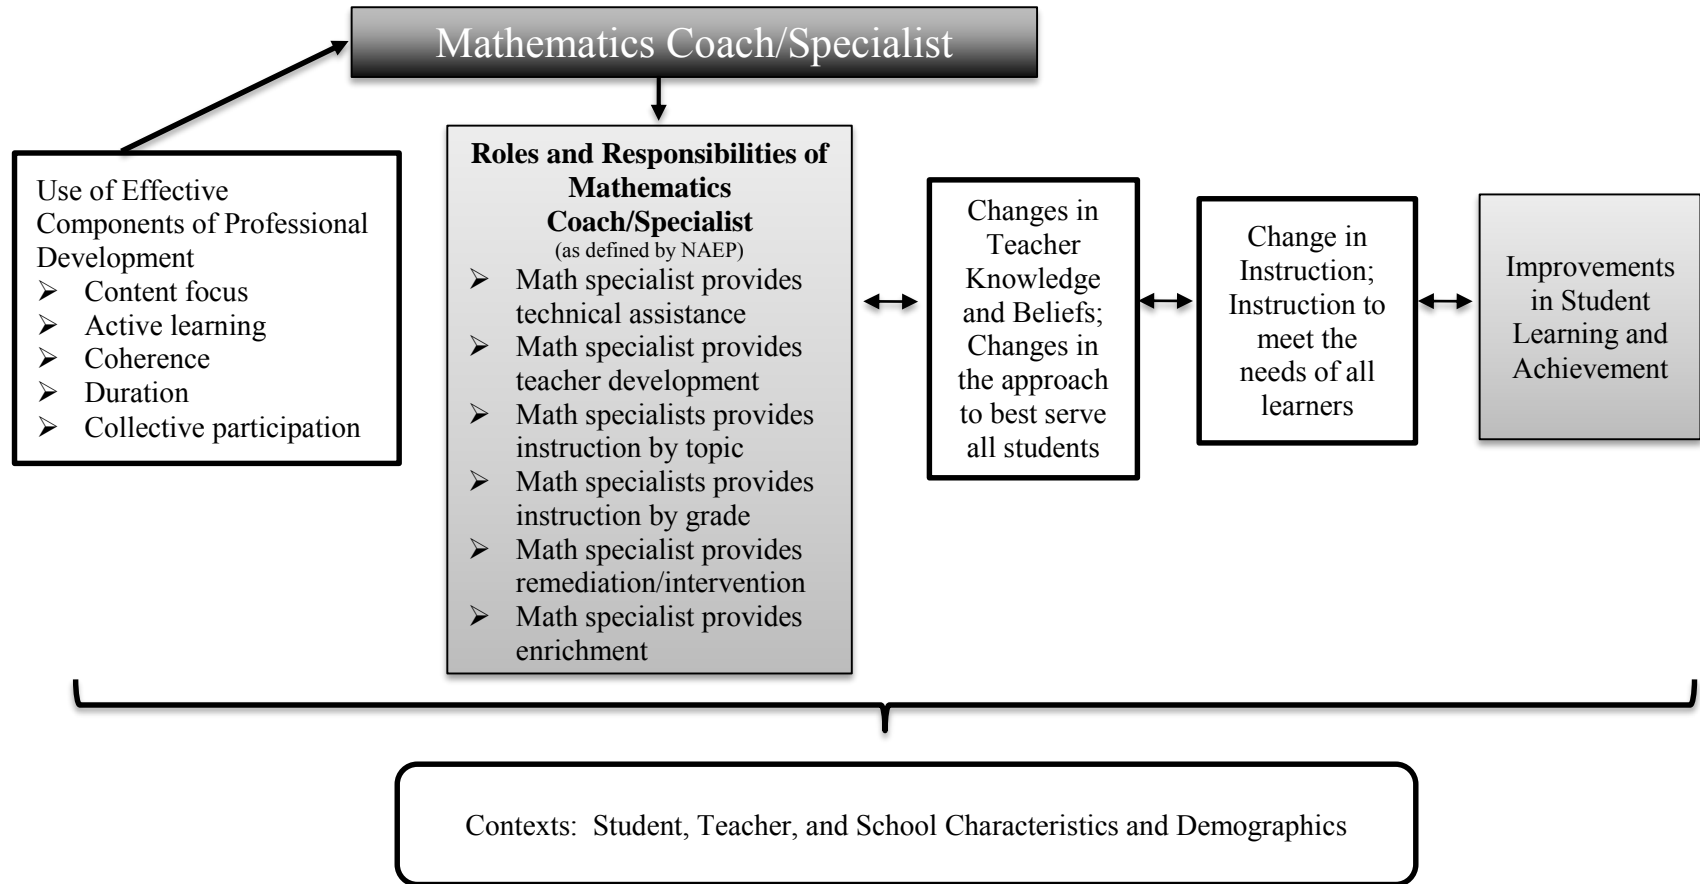 Mathematics Coach/Specialist
Use of Effective
Components of Professional
Development
➢ Content focus
➢ Active learning
➢ Coherence
➢ Duration
➢ Collective participation
Roles and Responsibilities of
Mathematics
Coach/Specialist
(as defined by NAEP)
➢ Math specialist provides
technical assistance
➢ Math specialist provides
teacher development
➢ Math specialists provides
instruction by topic
➢ Math specialists provides
instruction by grade
➢ Math specialist provides
remediation/intervention
➢ Math specialist provides
enrichment
Changes in
Teacher
Knowledge
and Beliefs;
Changes in
the approach
to best serve
all students
Change in
Instruction;
Instruction to
meet the
needs of all
learners
Improvements
in Student
Learning and
Achievement
Contexts: Student, Teacher, and School Characteristics and Demographics